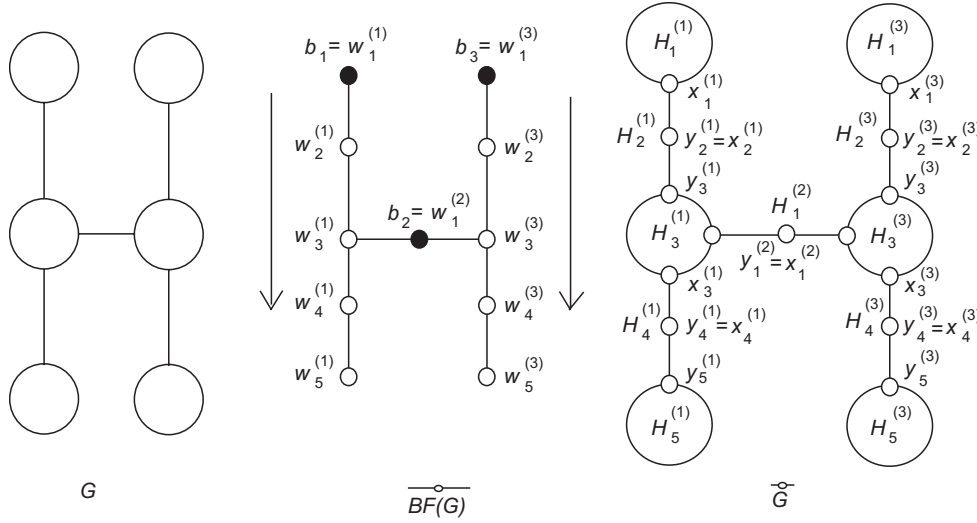 b₁ = w₁⁽¹⁾
b₃ = w₁⁽³⁾
w₂⁽¹⁾
w₂⁽³⁾
b₂ = w₁⁽²⁾
w₃⁽¹⁾
w₃⁽³⁾
w₄⁽¹⁾
w₄⁽³⁾
w₅⁽¹⁾
w₅⁽³⁾
H₁⁽¹⁾
H₁⁽³⁾
x₁⁽¹⁾
x₁⁽³⁾
H₂⁽¹⁾
y₂⁽¹⁾ = x₂⁽¹⁾
H₂⁽³⁾
y₂⁽³⁾ = x₂⁽³⁾
y₃⁽¹⁾
y₃⁽³⁾
H₃⁽¹⁾
H₁⁽²⁾
H₃⁽³⁾
y₁⁽²⁾ = x₁⁽²⁾
x₃⁽¹⁾
x₃⁽³⁾
H₄⁽¹⁾
y₄⁽¹⁾ = x₄⁽¹⁾
H₄⁽³⁾
y₄⁽³⁾ = x₄⁽³⁾
y₅⁽¹⁾
y₅⁽³⁾
H₅⁽¹⁾
H₅⁽³⁾
G
BF(G)
G